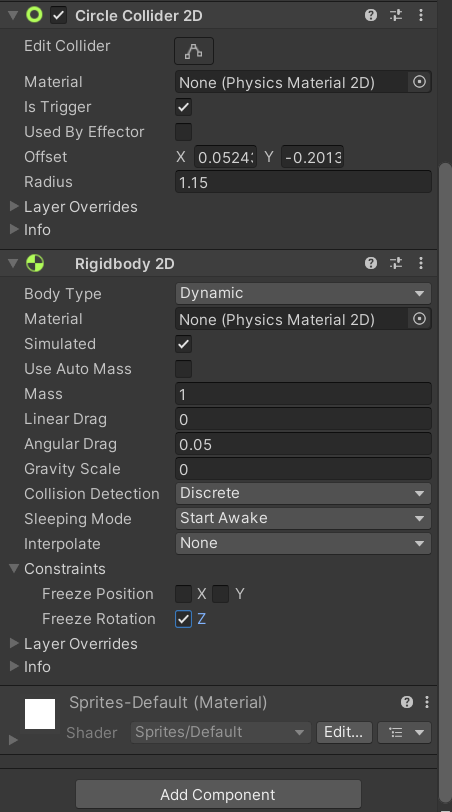 Circle Collider 2D
Edit Collider
Material None (Physics Material 2D)
Is Trigger
Used By Effector
Offset X 0.0524 Y -0.2013
Radius 1.15
Layer Overrides
Info
Rigidbody 2D
Body Type Dynamic
Material None (Physics Material 2D)
Simulated
Use Auto Mass
Mass 1
Linear Drag 0
Angular Drag 0.05
Gravity Scale 0
Collision Detection Discrete
Sleeping Mode Start Awake
Interpolate None
Constraints
Freeze Position X Y
Freeze Rotation Z
Layer Overrides
Info
Sprites-Default (Material)
Shader Sprites/Default Edit...
Add Component